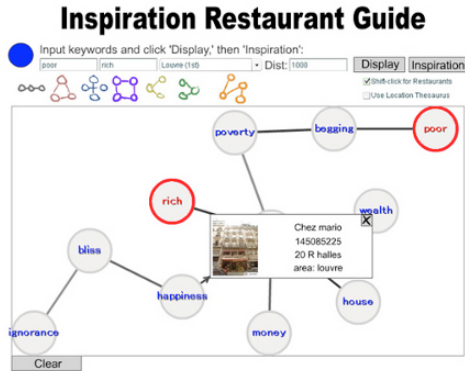 Inspiration Restaurant Guide
Input keywords and click 'Display,' then 'Inspiration':
poor rich Louvre (1st) Dist: 1000 Display Inspiration
Shift-click for Restaurants
Use Location Thesaurus
poverty begging poor
rich
wealth
X
Chez mario
145085225
20 R halles
area: louvre
bliss
happiness
house
ignorance
money
Clear